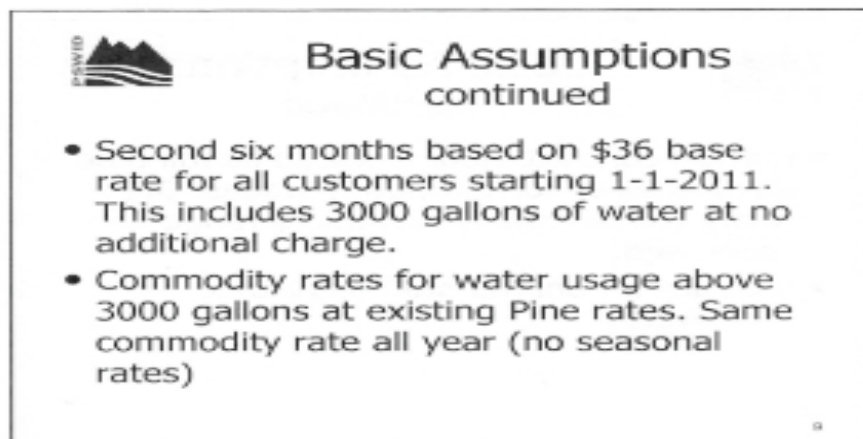 PSWID
Basic Assumptions
continued
• Second six months based on $36 base
rate for all customers starting 1-1-2011.
This includes 3000 gallons of water at no
additional charge.
• Commodity rates for water usage above
3000 gallons at existing Pine rates. Same
commodity rate all year (no seasonal
rates)
9